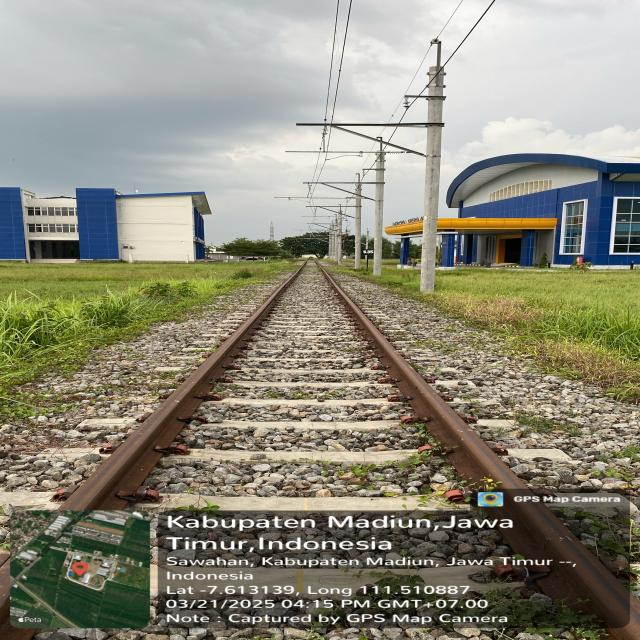 GPS Map Camera
Kabupaten Madiun,Jawa
Timur,Indonesia
Sawahan, Kabupaten Madiun, Jawa Timur --,
Indonesia
Lat -7.613139, Long 111.510887
03/21/2025 04:15 PM GMT+07.00
Note : Captured by GPS Map Camera
Peta